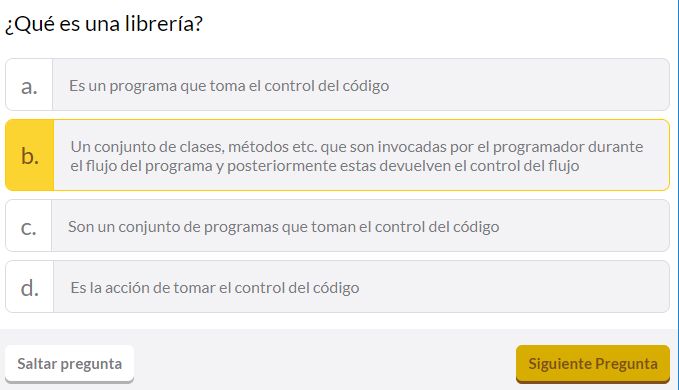 ¿Qué es una librería?
a. Es un programa que toma el control del código
b. Un conjunto de clases, métodos etc. que son invocadas por el programador durante
el flujo del programa y posteriormente estas devuelven el control del flujo
c. Son un conjunto de programas que toman el control del código
d. Es la acción de tomar el control del código
Saltar pregunta
Siguiente Pregunta